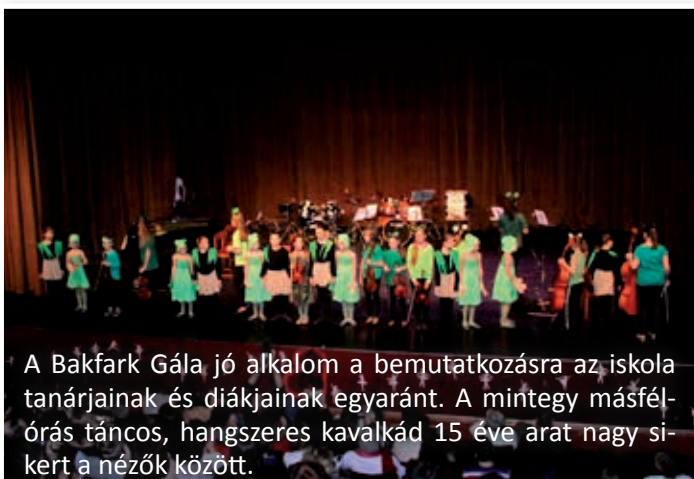 A Bakfark Gála jó alkalom a bemutatkozásra az iskola
tanárjainak és diákjainak egyaránt. A mintegy másfél-
órás táncos, hangszeres kavalkád 15 éve arat nagy si-
kert a nézők között.